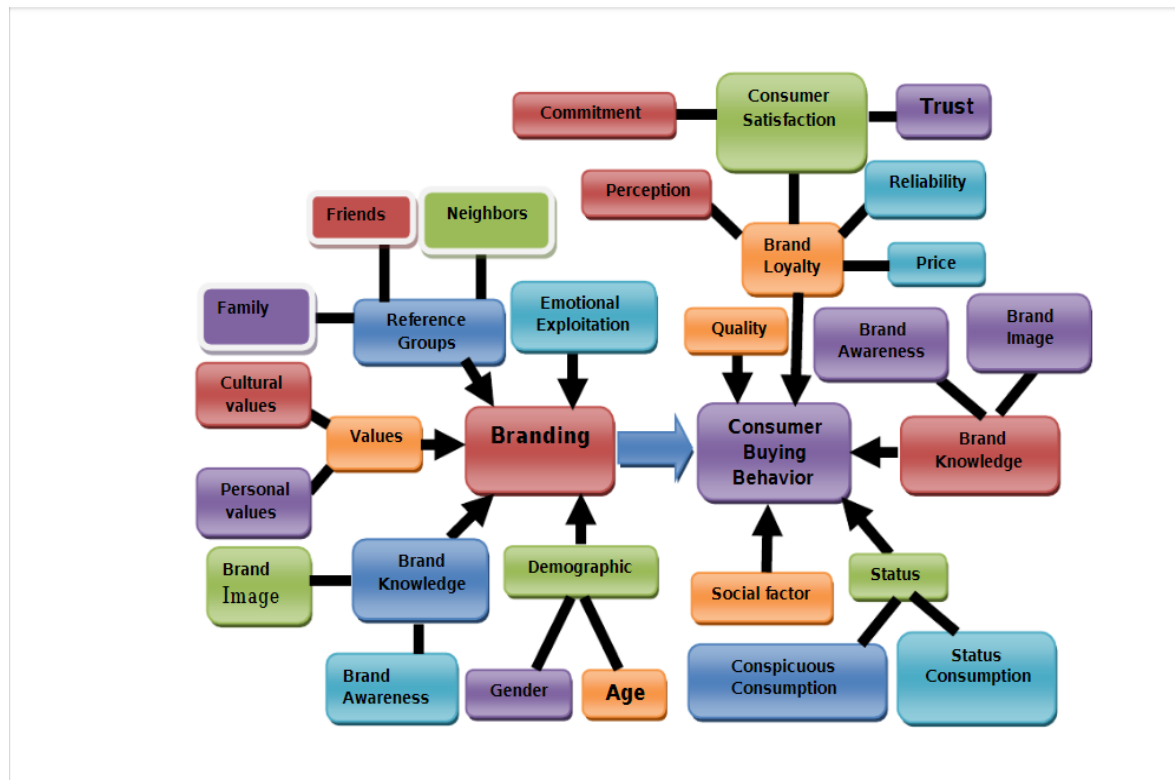 Consumer
Satisfaction
Commitment
Trust
Perception
Reliability
Friends
Neighbors
Brand
Loyalty
Price
Family
Reference
Groups
Emotional
Exploitation
Quality
Brand
Awareness
Brand
Image
Cultural
values
Values
Branding
Consumer
Buying
Behavior
Brand
Knowledge
Personal
values
Brand
Image
Brand
Knowledge
Demographic
Social factor
Status
Brand
Awareness
Gender
Age
Conspicuous
Consumption
Status
Consumption